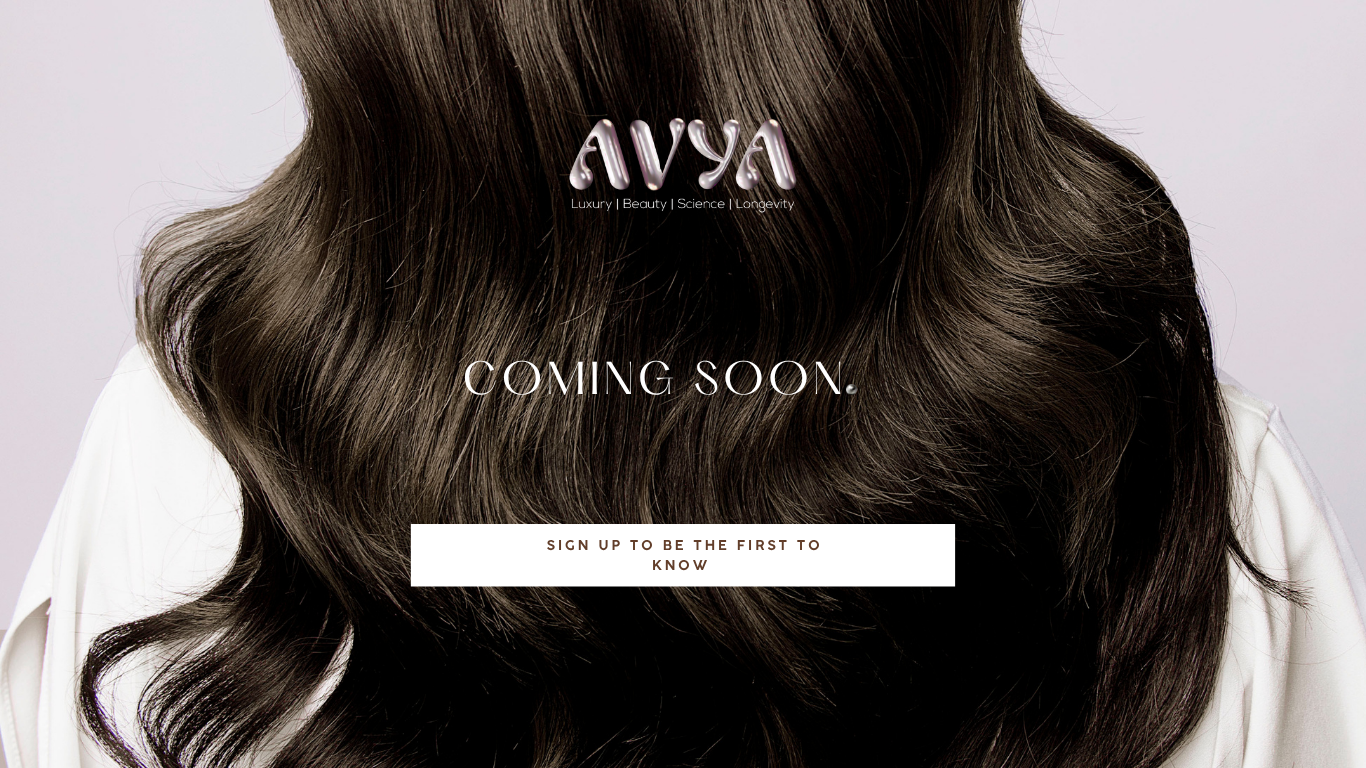 AVYA
Luxury | Beauty | Science | Longevity
COMING SOON.
SIGN UP TO BE THE FIRST TO
KNOW